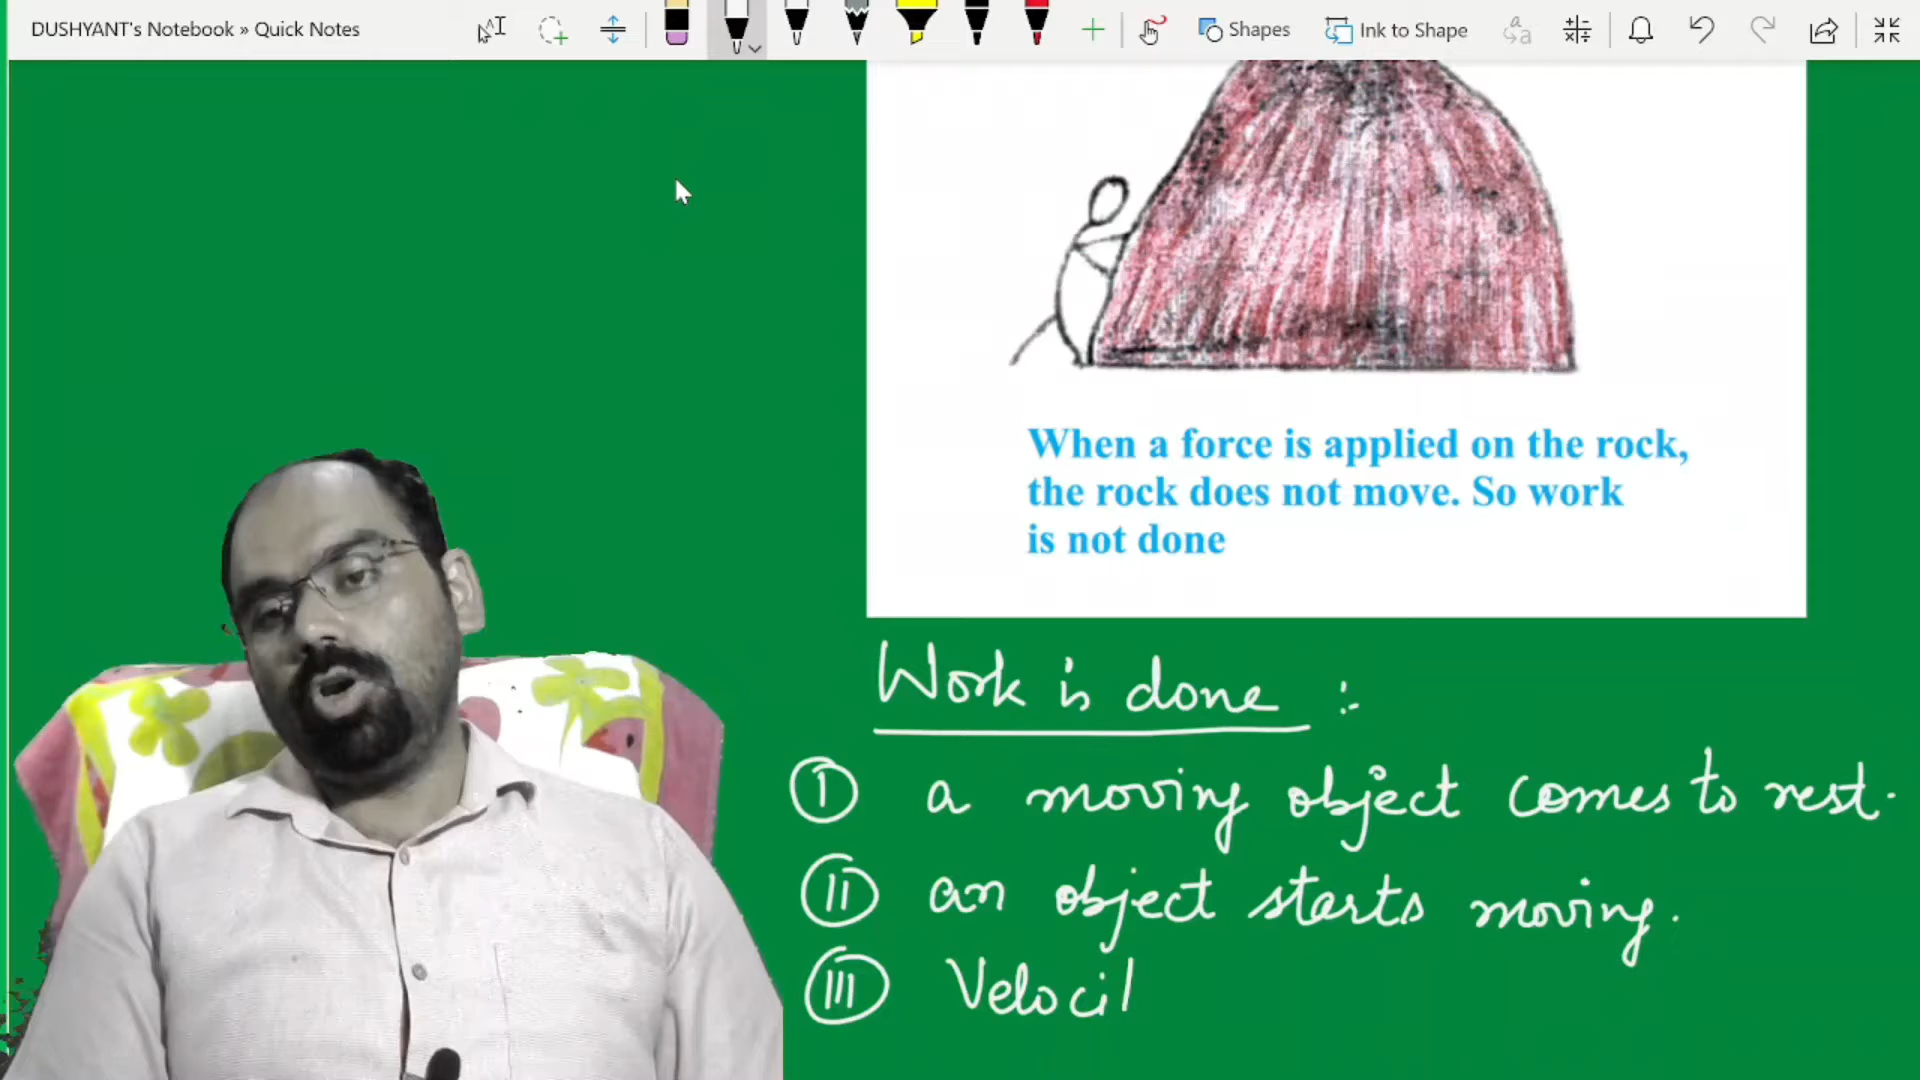 DUSHYANT's Notebook » Quick Notes
Shapes
Ink to Shape
When a force is applied on the rock,
the rock does not move. So work
is not done
Work is done :-
I a moving object comes to rest.
II an object starts moving.
III Velocil